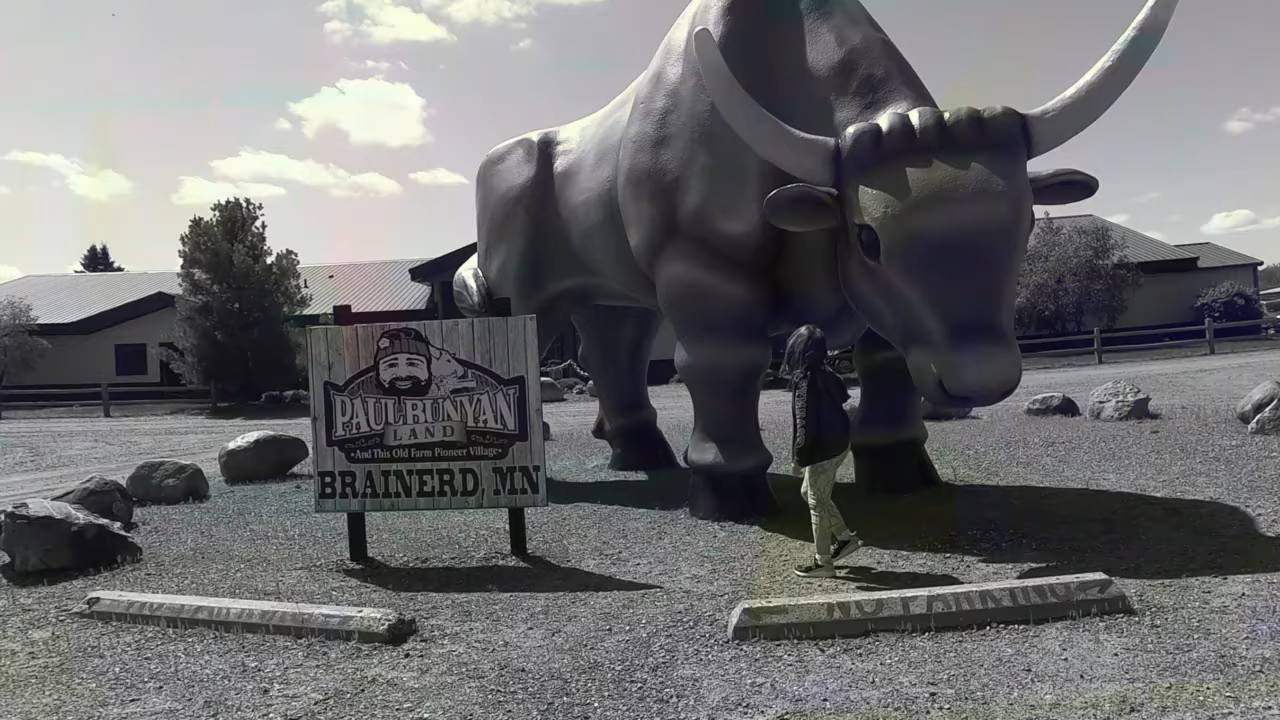 PAUL BUNYAN
LAND
• And This Old Farm Pioneer Village •
BRAINERD MN
NO PARKING